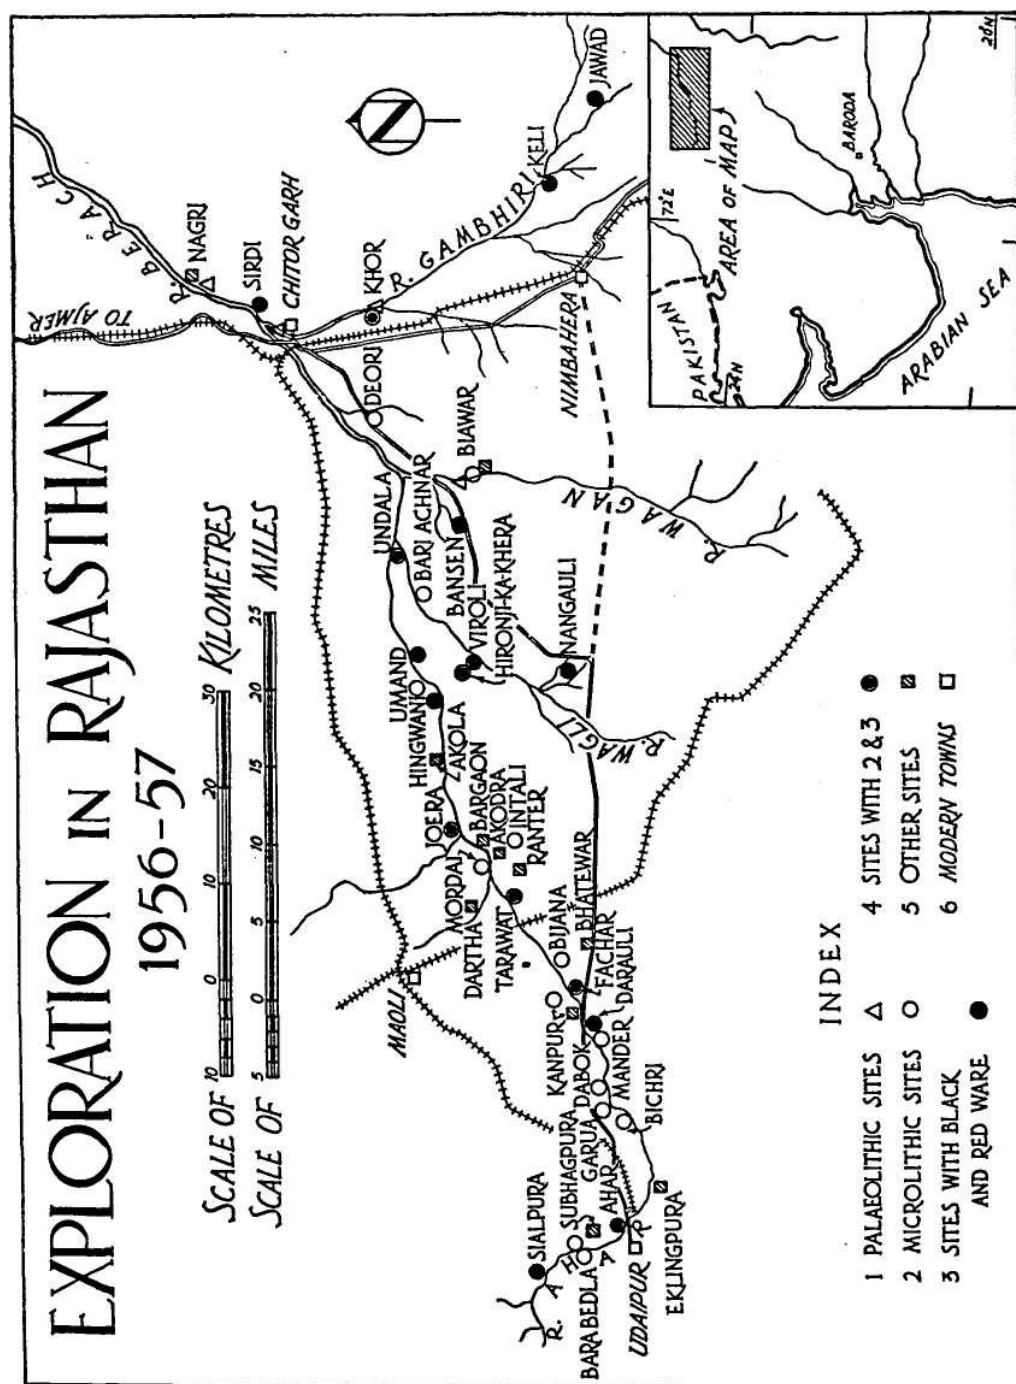 EXPLORATION IN RAJASTHAN
1956-57
SCALE OF 10 0 10 20 30 KILOMETRES
SCALE OF 5 0 5 10 15 20 25 MILES
TO AJMER
R. BERACH
NAGRI
SIRDI
CHITOR GARH
KHOR
R. GAMBHIRI
KELI
JAWAD
DEORI
NIMBAHERA
BIAWAR
R. WAGAN
UNDALA
BARI ACHNAR
BANSEN
VIROLI
HIRONJI-KA-KHERA
NANGAULI
R. WAGLI
UMAND
HINGWANIO
AKOLA
JOERA
BARGAON
AKODRA
INTALI
RANTER
MORDAI
DARTHA
TARAWAT
MAOLI
BIJANA
BHATEWAR
FACHAR
DARAULI
KANPUR
DABOK
MANDER
GARUA
BICHRI
SUBHAGPURA
AHAR
SIALPURA
R. AHAR
BARABEDLA
UDAIPUR
EKLINGPURA
INDEX
1 PALAEOLITHIC SITES
2 MICROLITHIC SITES
3 SITES WITH BLACK
AND RED WARE
4 SITES WITH 2 & 3
5 OTHER SITES
6 MODERN TOWNS
PAKISTAN
24°N
72°E
AREA OF MAP
BARODA
ARABIAN SEA
20°N